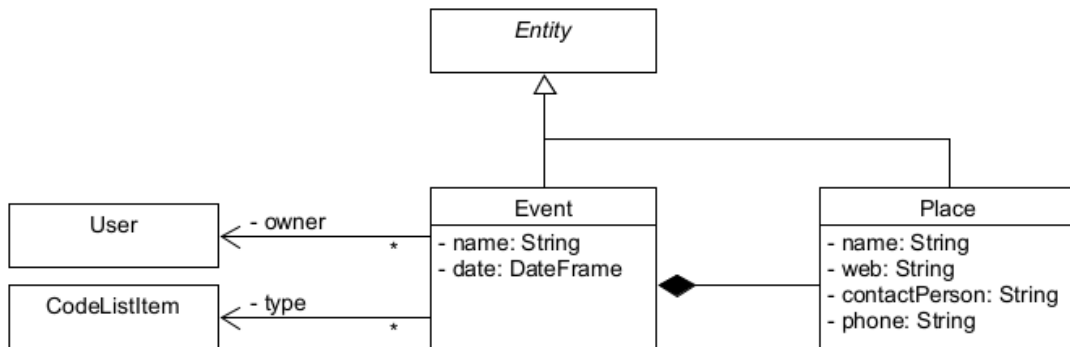 Entity
User
- owner
*
CodeListItem
- type
*
Event
- name: String
- date: DateFrame
Place
- name: String
- web: String
- contactPerson: String
- phone: String